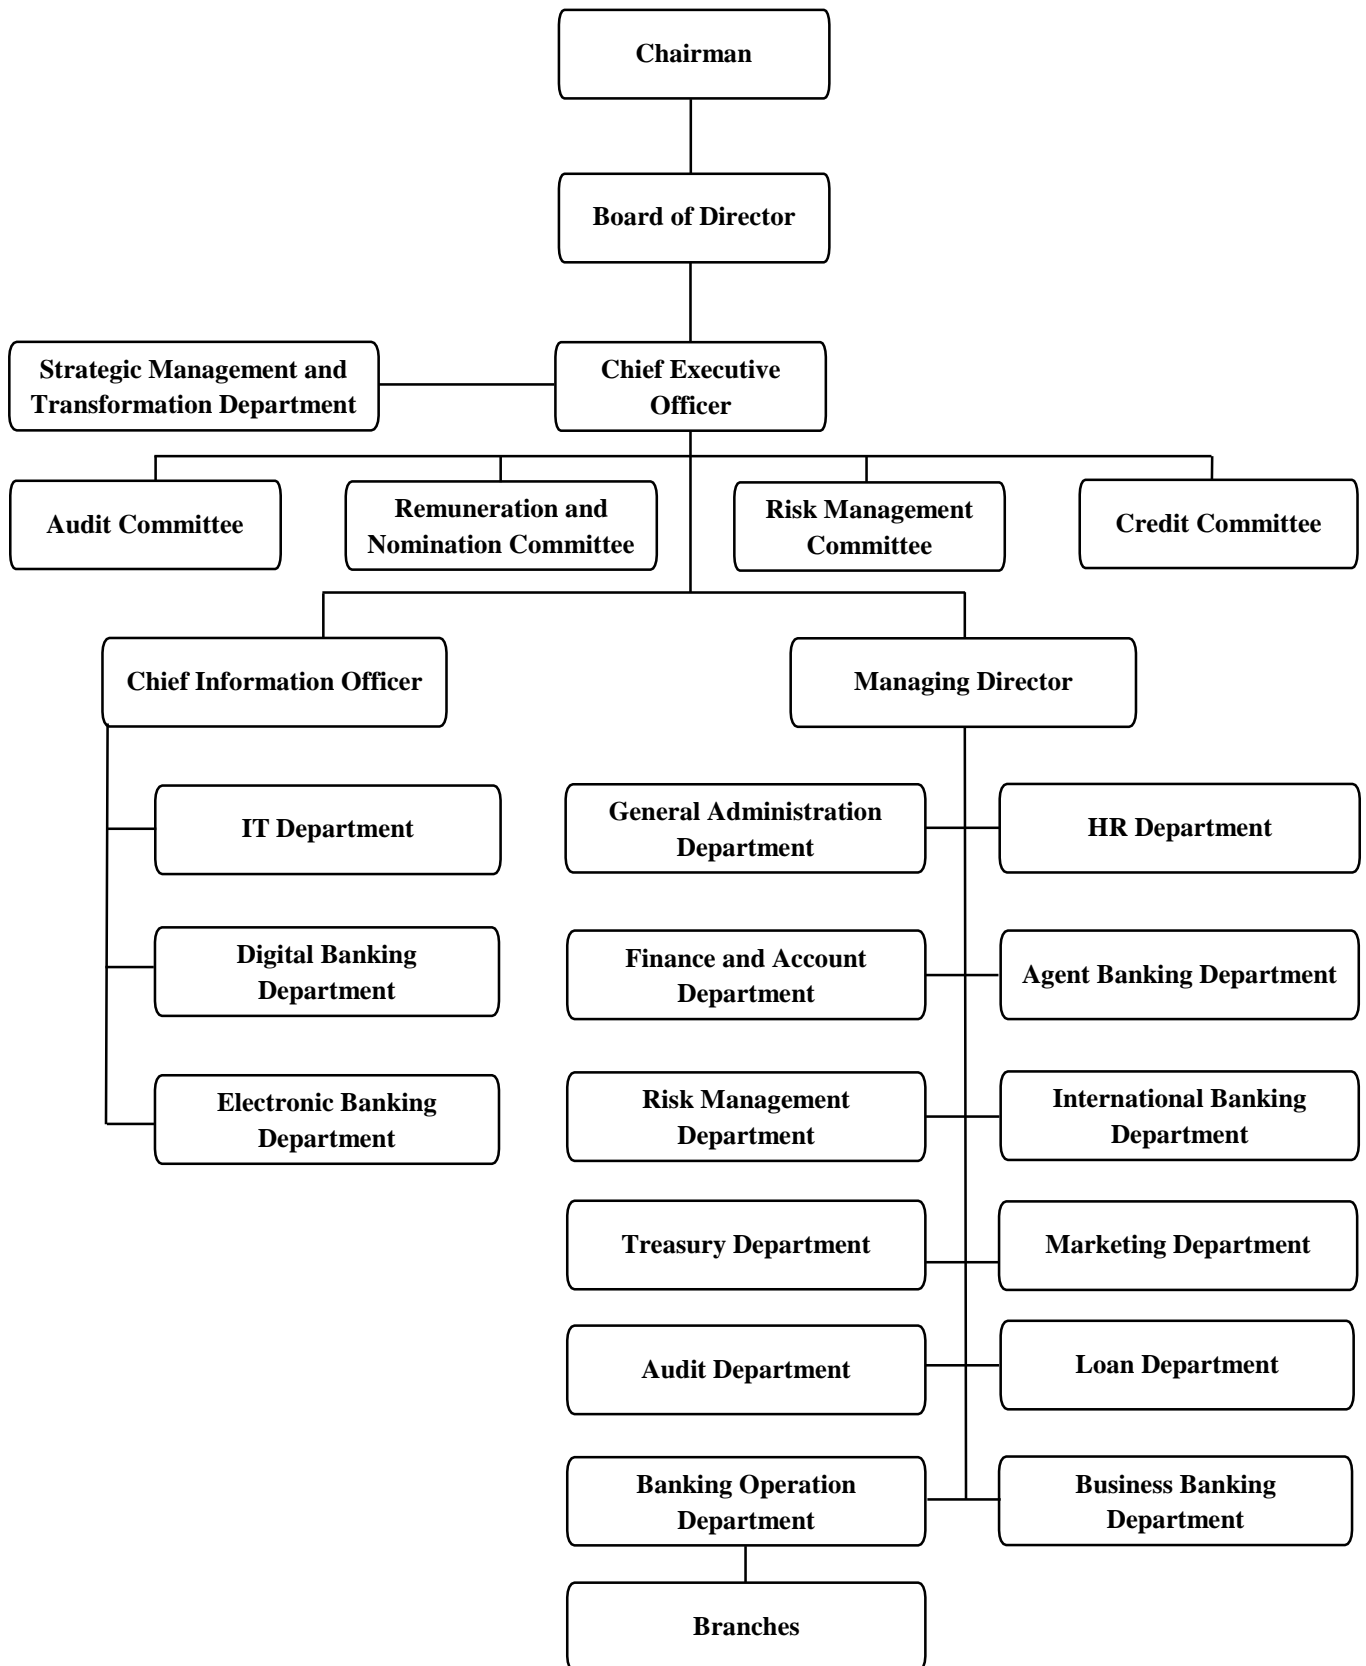 Chairman
Board of Director
Strategic Management and
Transformation Department
Chief Executive
Officer
Audit Committee
Remuneration and
Nomination Committee
Risk Management
Committee
Credit Committee
Chief Information Officer
Managing Director
IT Department
General Administration
Department
HR Department
Digital Banking
Department
Finance and Account
Department
Agent Banking Department
Electronic Banking
Department
Risk Management
Department
International Banking
Department
Treasury Department
Marketing Department
Audit Department
Loan Department
Banking Operation
Department
Business Banking
Department
Branches